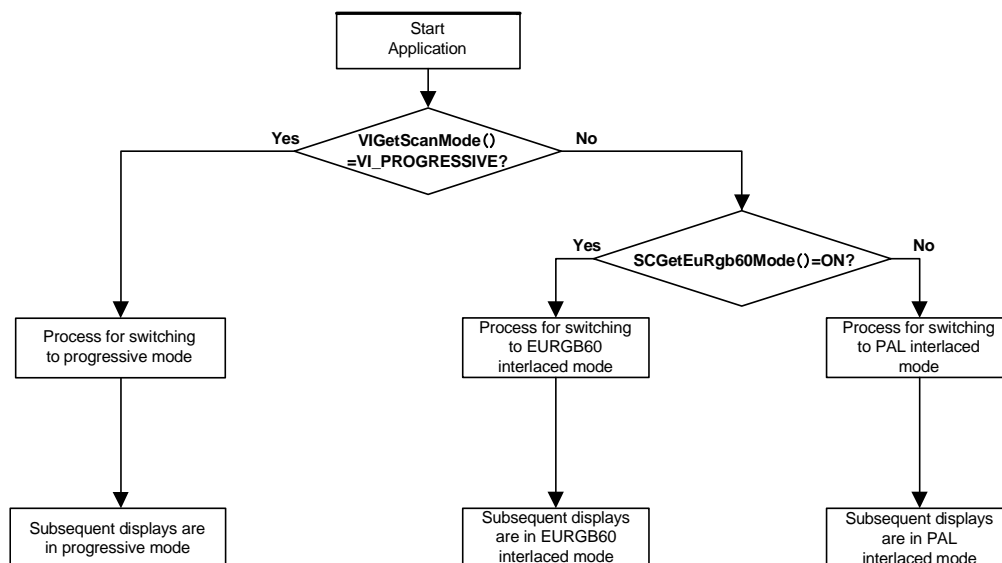 Start
Application
Yes
VIGetScanMode()
=VI_PROGRESSIVE?
No
Yes
SCGetEuRgb60Mode()=ON?
No
Process for switching
to progressive mode
Process for switching
to EURGB60
interlaced mode
Process for switching
to PAL interlaced
mode
Subsequent displays are
in progressive mode
Subsequent displays
are in EURGB60
interlaced mode
Subsequent displays
are in PAL
interlaced mode